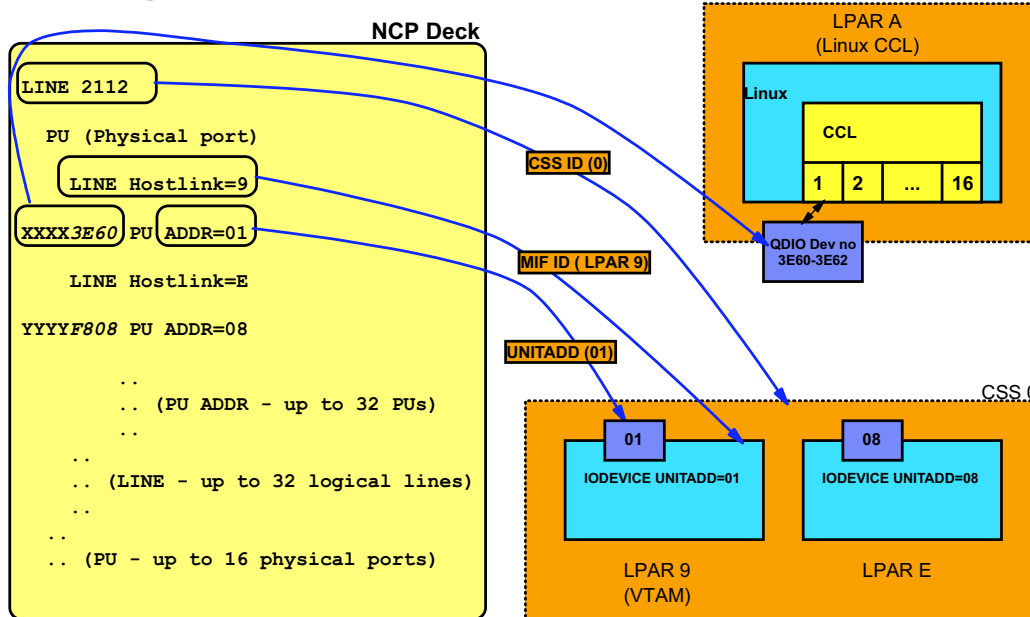 NCP Deck
LINE 2112
PU (Physical port)
LINE Hostlink=9
XXXX3E60 PU ADDR=01
LINE Hostlink=E
YYYYF808 PU ADDR=08
..
.. (PU ADDR - up to 32 PUs)
..
..
.. (LINE - up to 32 logical lines)
..
..
.. (PU - up to 16 physical ports)
CSS ID (0)
MIF ID ( LPAR 9)
UNITADD (01)
LPAR A
(Linux CCL)
Linux
CCL
1 2 ... 16
QDIO Dev no
3E60-3E62
CSS 0
01
IODEVICE UNITADD=01
LPAR 9
(VTAM)
08
IODEVICE UNITADD=08
LPAR E